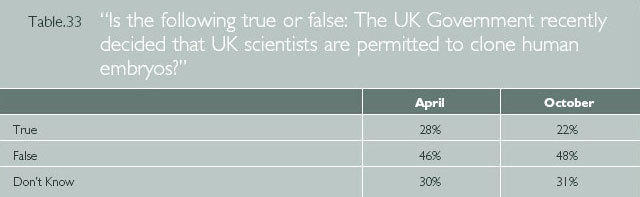 Table.33 "Is the following true or false: The UK Government recently
decided that UK scientists are permitted to clone human
embryos?"
April October
True 28% 22%
False 46% 48%
Don't Know 30% 31%